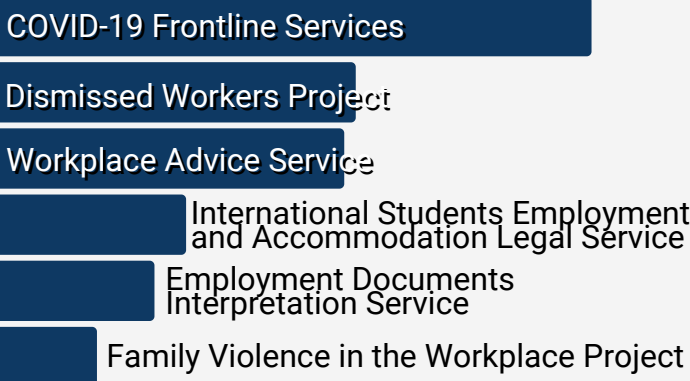 COVID-19 Frontline Services
Dismissed Workers Project
Workplace Advice Service
International Students Employment
and Accommodation Legal Service
Employment Documents
Interpretation Service
Family Violence in the Workplace Project